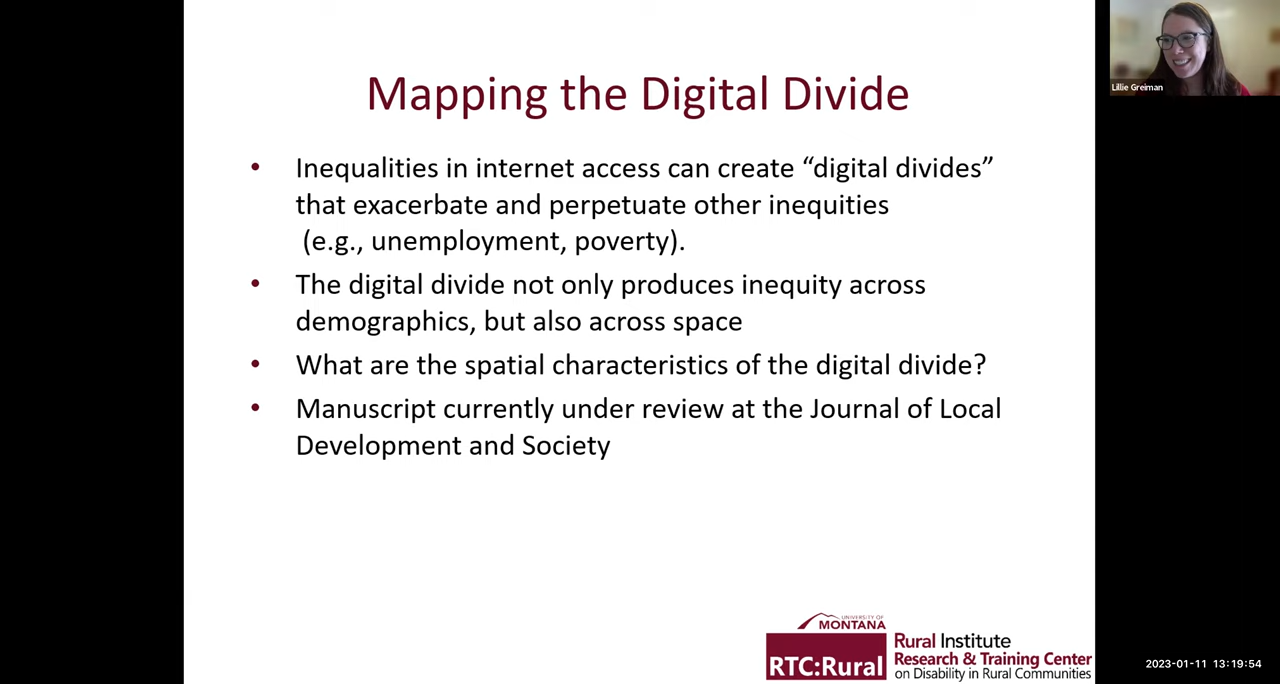 Mapping the Digital Divide
Lillie Greiman
• Inequalities in internet access can create “digital divides”
that exacerbate and perpetuate other inequities
(e.g., unemployment, poverty).
• The digital divide not only produces inequity across
demographics, but also across space
• What are the spatial characteristics of the digital divide?
• Manuscript currently under review at the Journal of Local
Development and Society
UNIVERSITY OF
MONTANA
RTC:Rural
Rural Institute
Research & Training Center
on Disability in Rural Communities
2023-01-11 13:19:54